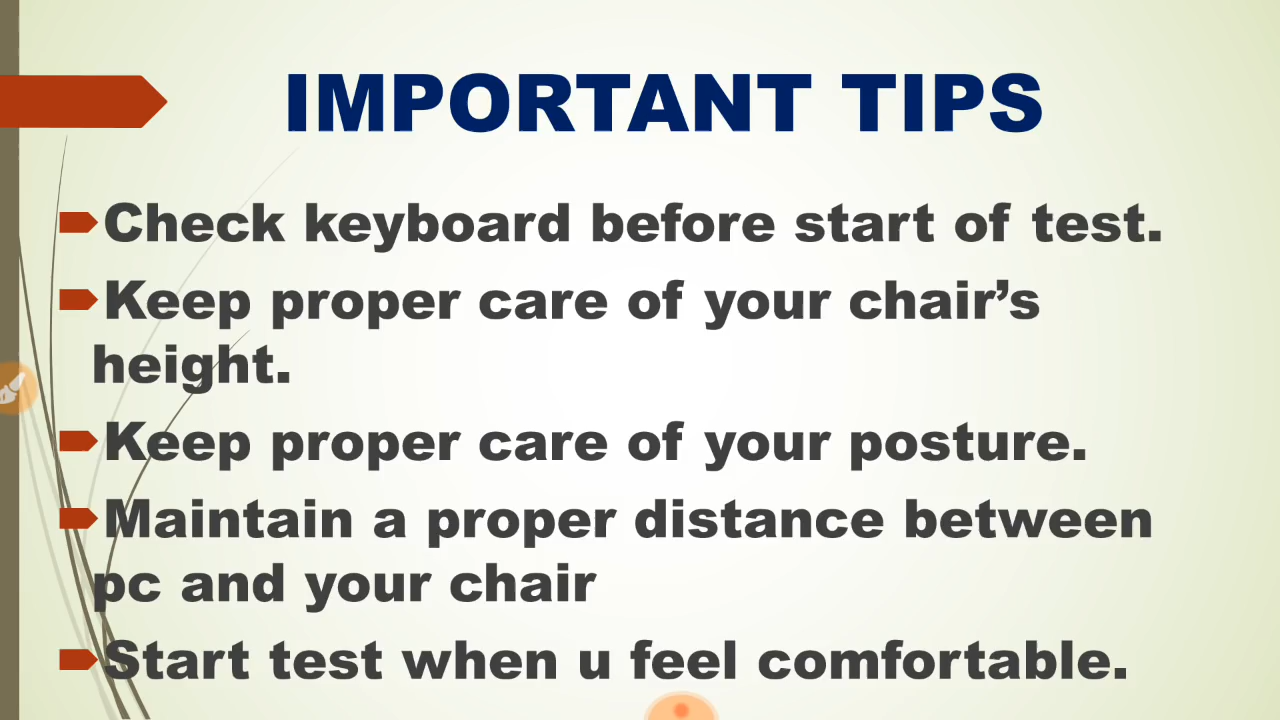 IMPORTANT TIPS
Check keyboard before start of test.
Keep proper care of your chair’s
height.
Keep proper care of your posture.
Maintain a proper distance between
pc and your chair
Start test when u feel comfortable.